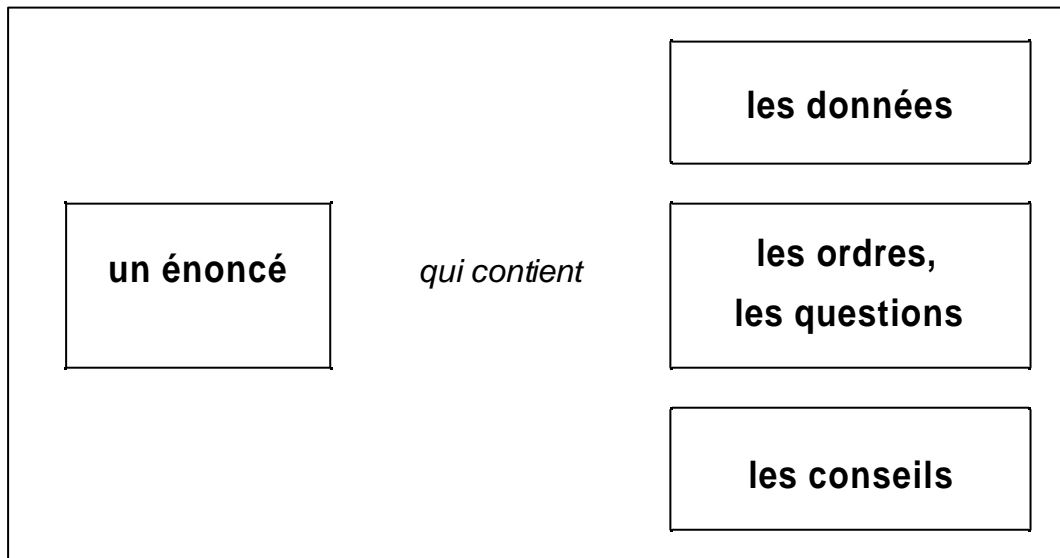 les données
un énoncé
qui contient
les ordres,
les questions
les conseils